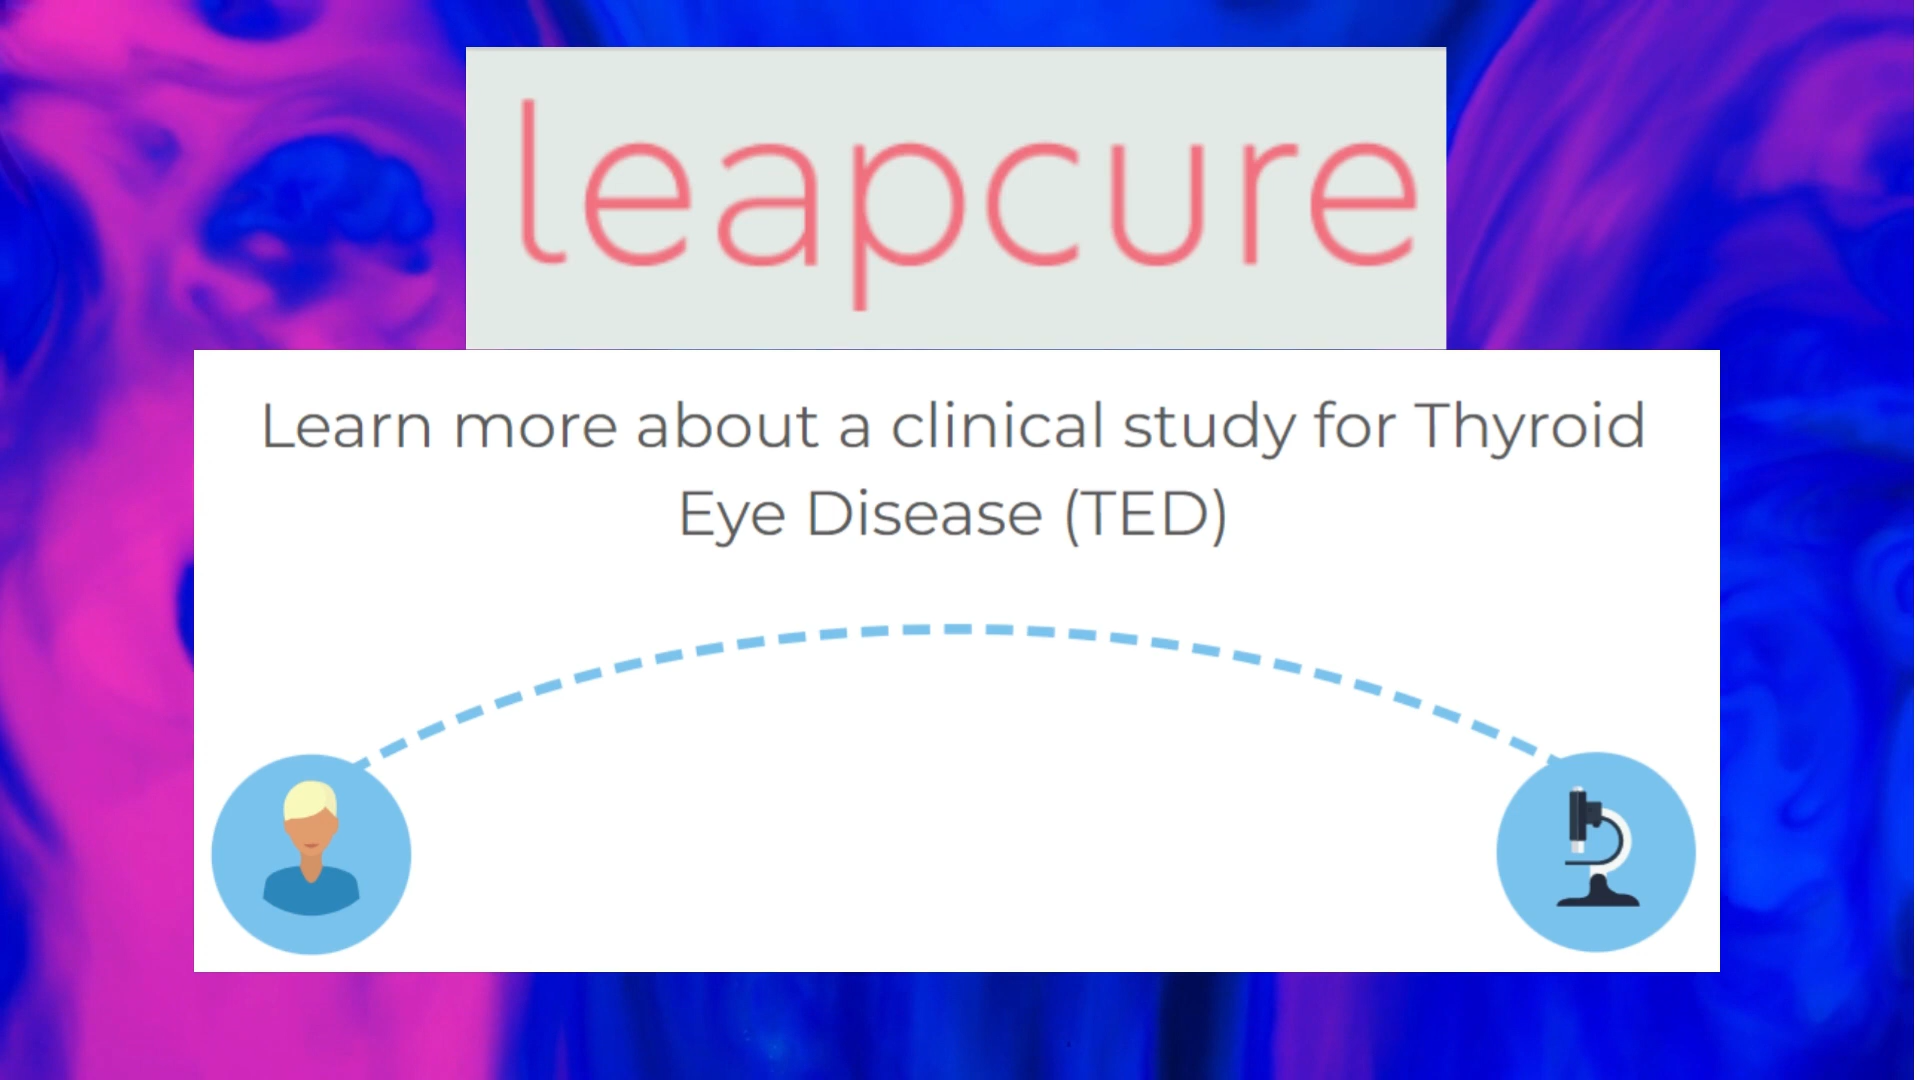 leapcure
Learn more about a clinical study for Thyroid
Eye Disease (TED)